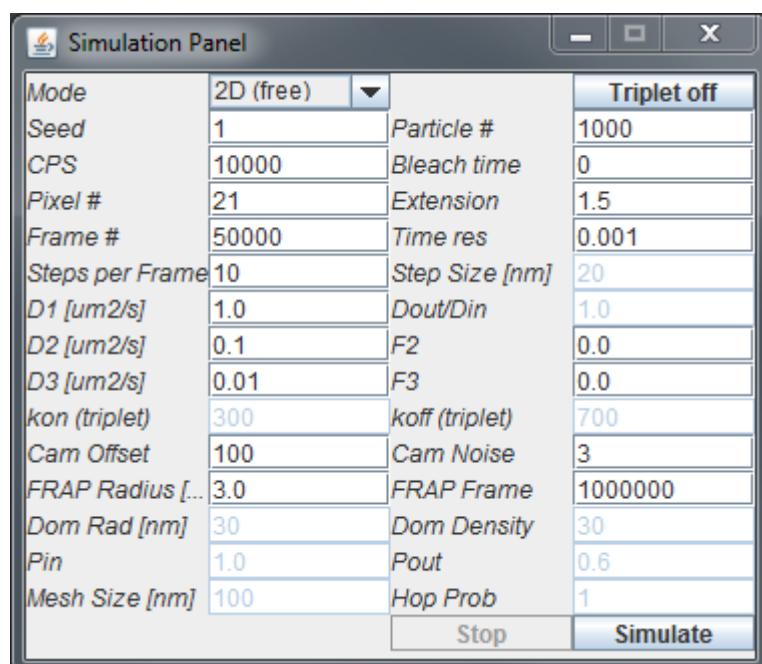 Simulation Panel
Mode 2D (free) Triplet off
Seed 1 Particle # 1000
CPS 10000 Bleach time 0
Pixel # 21 Extension 1.5
Frame # 50000 Time res 0.001
Steps per Frame 10 Step Size [nm] 20
D1 [um2/s] 1.0 Dout/Din 1.0
D2 [um2/s] 0.1 F2 0.0
D3 [um2/s] 0.01 F3 0.0
kon (triplet) 300 koff (triplet) 700
Cam Offset 100 Cam Noise 3
FRAP Radius [... 3.0 FRAP Frame 1000000
Dom Rad [nm] 30 Dom Density 30
Pin 1.0 Pout 0.6
Mesh Size [nm] 100 Hop Prob 1
Stop Simulate